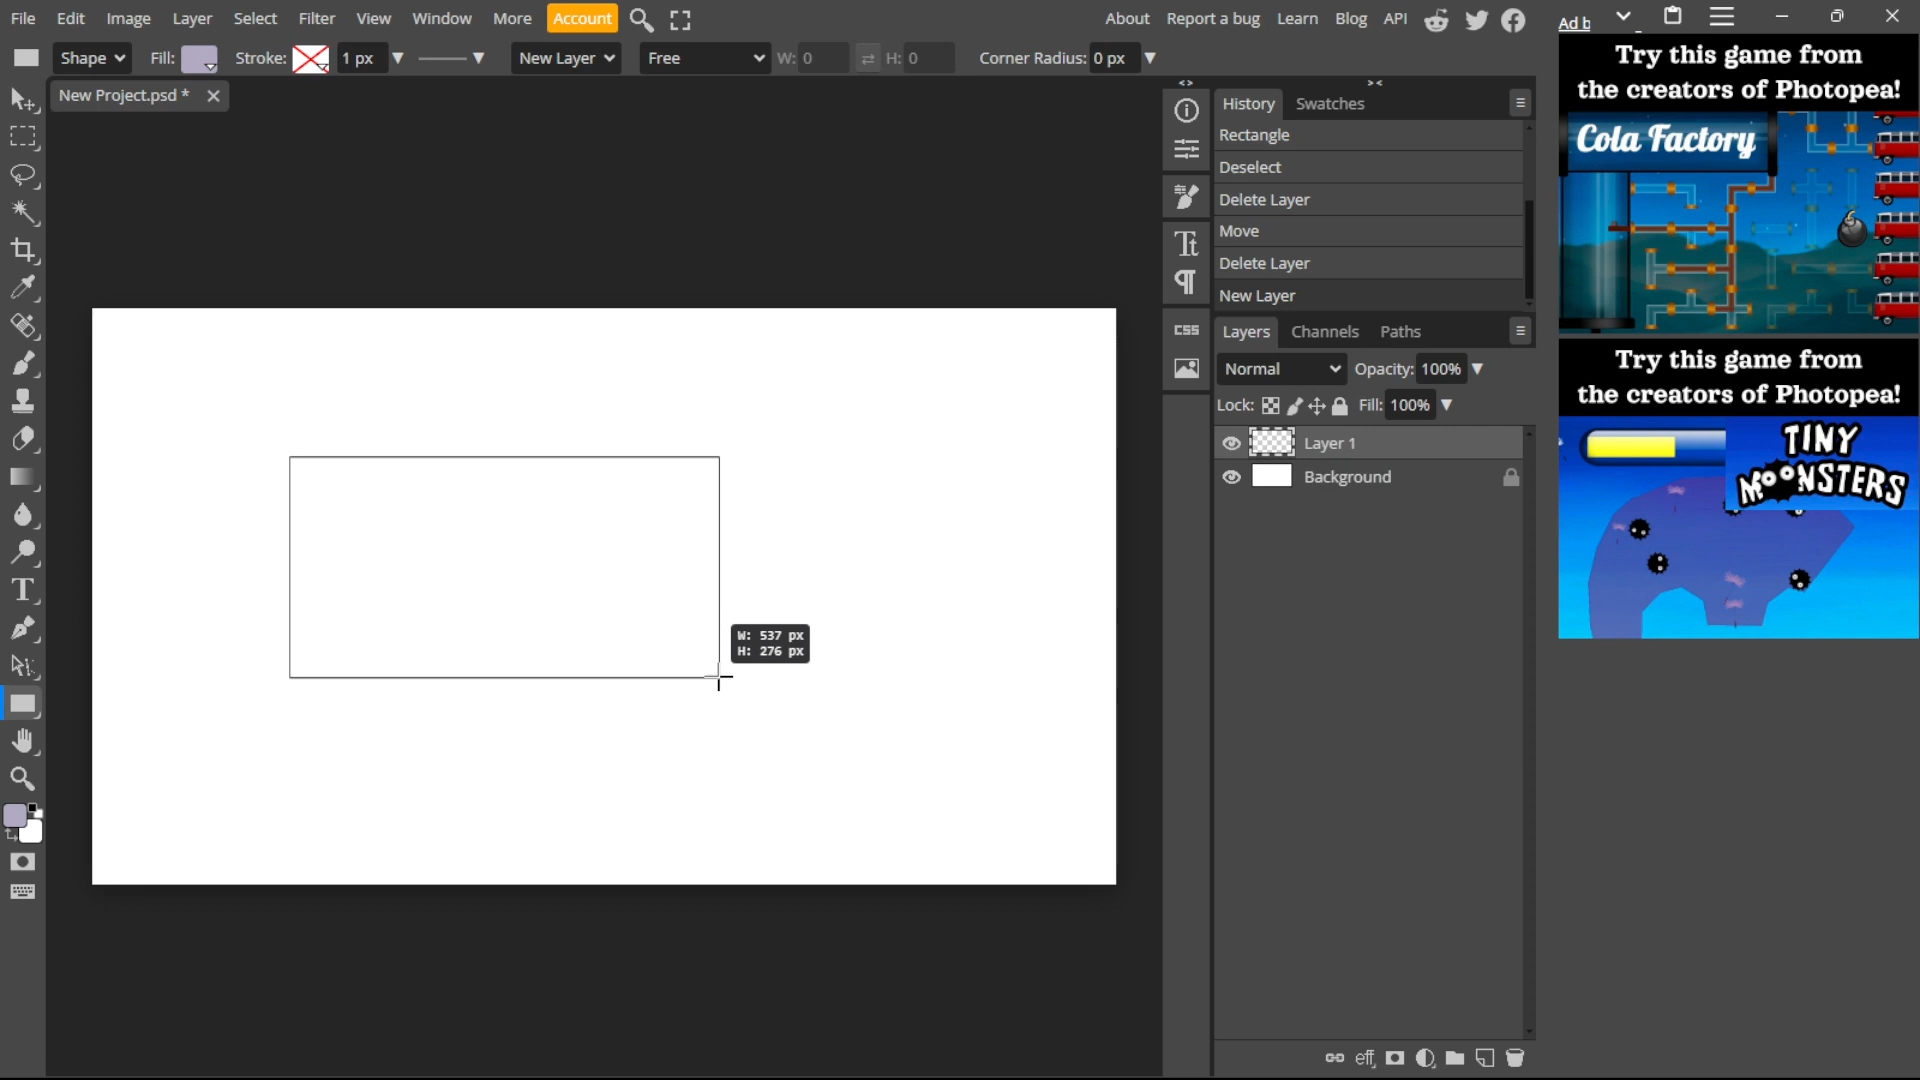 File Edit Image Layer Select Filter View Window More Account About Report a bug Learn Blog API Ad b
Shape Fill: Stroke: 1 px New Layer Free W: 0 H: 0 Corner Radius: 0 px
New Project.psd *
History Swatches
Rectangle
Deselect
Delete Layer
Move
Delete Layer
New Layer
Tt
CSS
Layers Channels Paths
Normal Opacity: 100%
Lock: Fill: 100%
Layer 1
Background
W: 537 px
H: 276 px
eff
Try this game from
the creators of Photopea!
Cola Factory
Try this game from
the creators of Photopea!
TINY
MOONSTERS